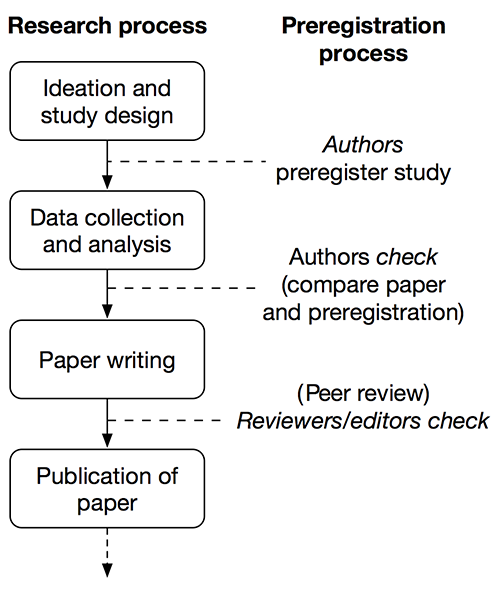 Research process
Preregistration
process
Ideation and
study design
Authors
preregister study
Data collection
and analysis
Authors check
(compare paper
and preregistration)
Paper writing
(Peer review)
Reviewers/editors check
Publication of
paper